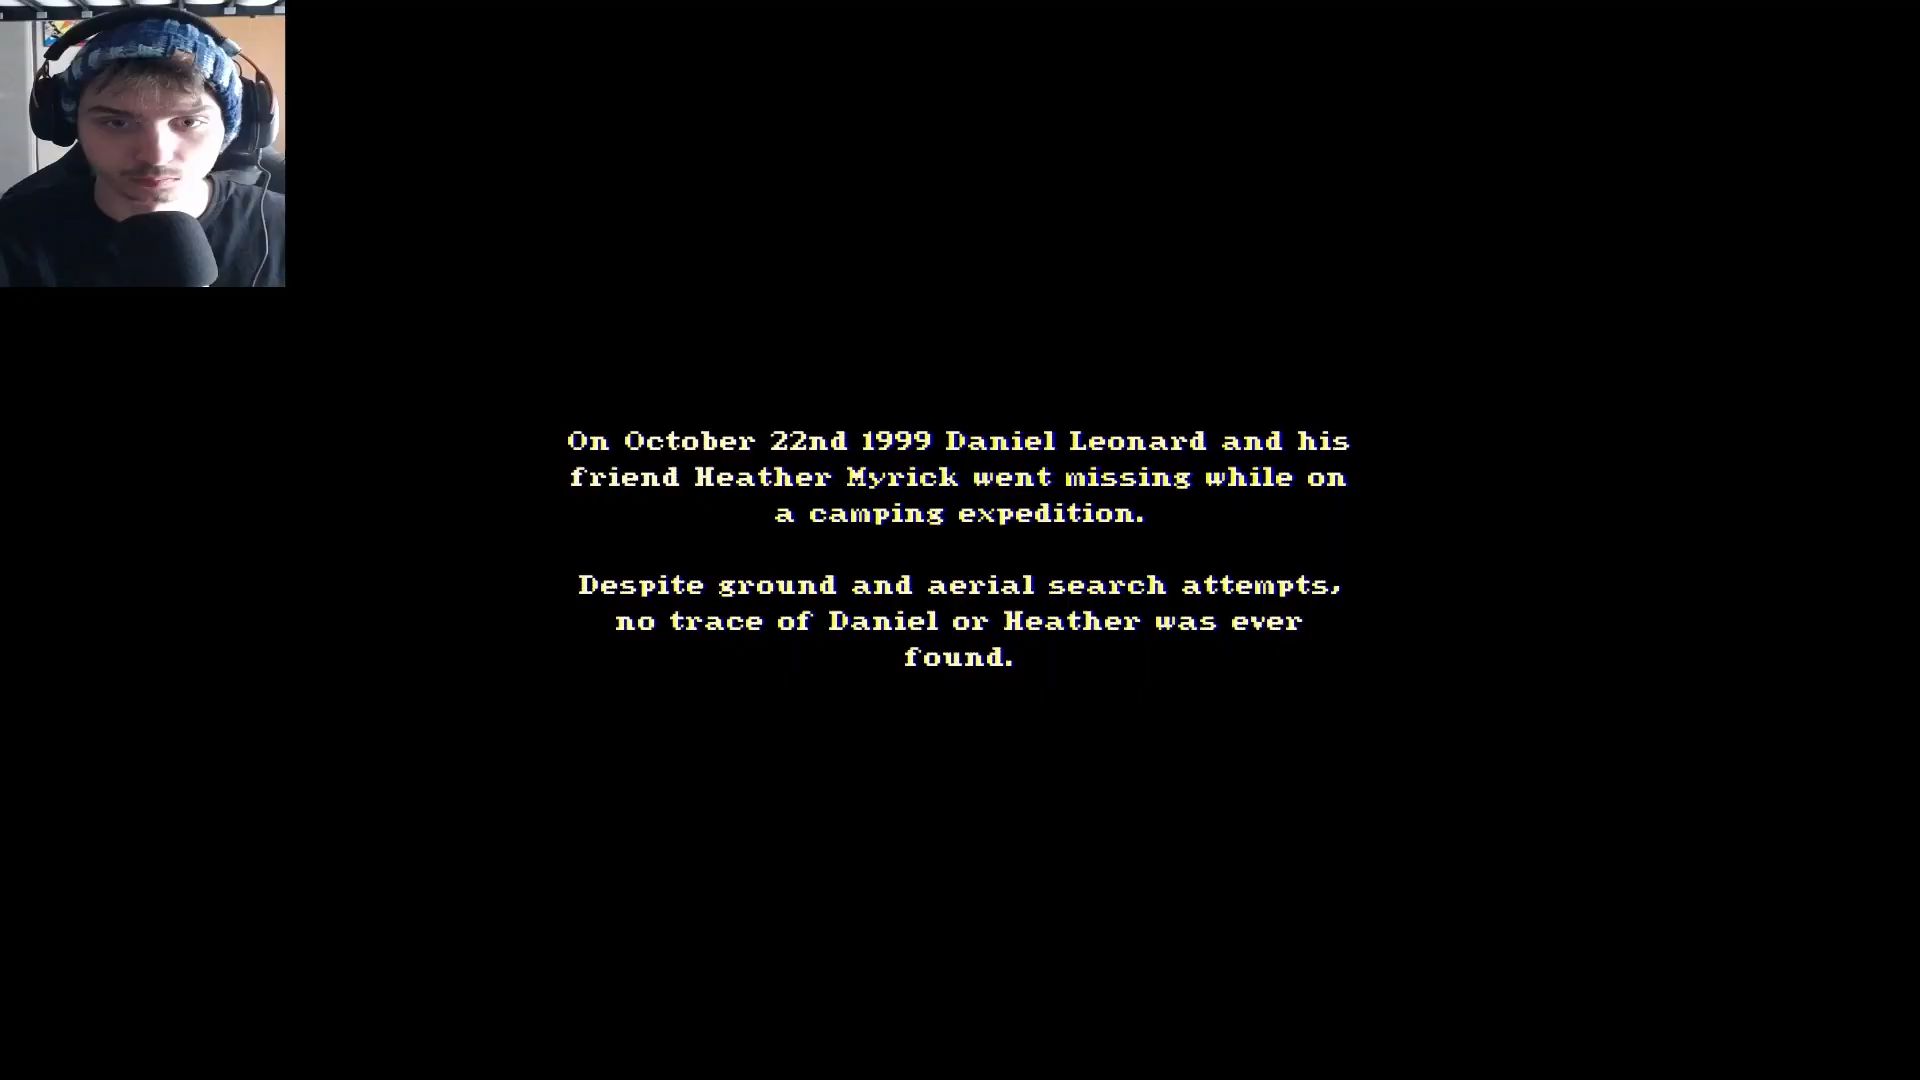 On October 22nd 1999 Daniel Leonard and his
friend Heather Myrick went missing while on
a camping expedition.
Despite ground and aerial search attempts,
no trace of Daniel or Heather was ever
found.